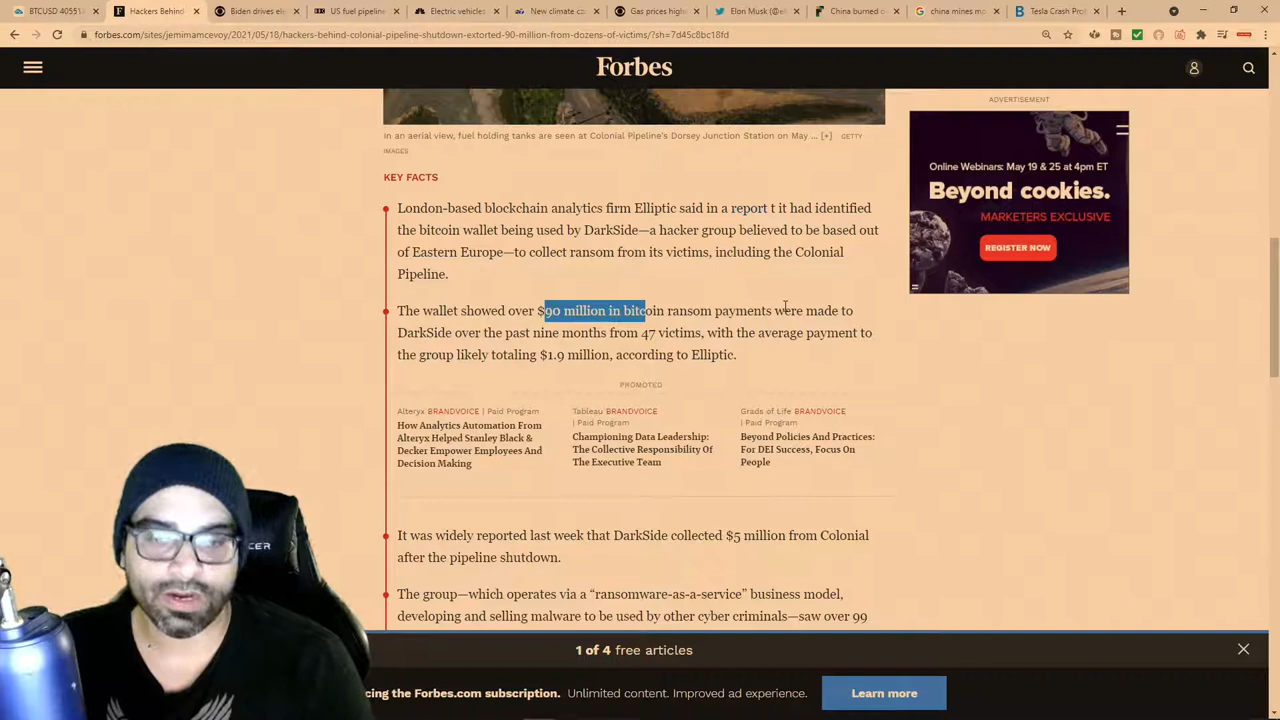 BTCUSD 40551
Hackers Behind
Biden drives ele
US fuel pipeline
Electric vehicles
New climate co
Gas prices high
Elon Musk (@el
China burned o
china mines mo
Tesla Crash Pro
forbes.com/sites/jemimamcevoy/2021/05/18/hackers-behind-colonial-pipeline-shutdown-extorted-90-million-from-dozens-of-victims/?sh=7d45c8bc18fd
Forbes
In an aerial view, fuel holding tanks are seen at Colonial Pipeline's Dorsey Junction Station on May ... [+] GETTY
IMAGES
KEY FACTS
London-based blockchain analytics firm Elliptic said in a report t it had identified
the bitcoin wallet being used by DarkSide—a hacker group believed to be based out
of Eastern Europe—to collect ransom from its victims, including the Colonial
Pipeline.
The wallet showed over $90 million in bitcoin ransom payments were made to
DarkSide over the past nine months from 47 victims, with the average payment to
the group likely totaling $1.9 million, according to Elliptic.
PROMOTED
Alteryx BRANDVOICE | Paid Program
How Analytics Automation From
Alteryx Helped Stanley Black &
Decker Empower Employees And
Decision Making
Tableau BRANDVOICE
| Paid Program
Championing Data Leadership:
The Collective Responsibility Of
The Executive Team
Grads of Life BRANDVOICE
| Paid Program
Beyond Policies And Practices:
For DEI Success, Focus On
People
It was widely reported last week that DarkSide collected $5 million from Colonial
after the pipeline shutdown.
The group—which operates via a “ransomware-as-a-service” business model,
developing and selling malware to be used by other cyber criminals—saw over 99
ADVERTISEMENT
Online Webinars: May 19 & 25 at 4pm ET
Beyond cookies.
MARKETERS EXCLUSIVE
REGISTER NOW
1 of 4 free articles
cing the Forbes.com subscription. Unlimited content. Improved ad experience.
Learn more